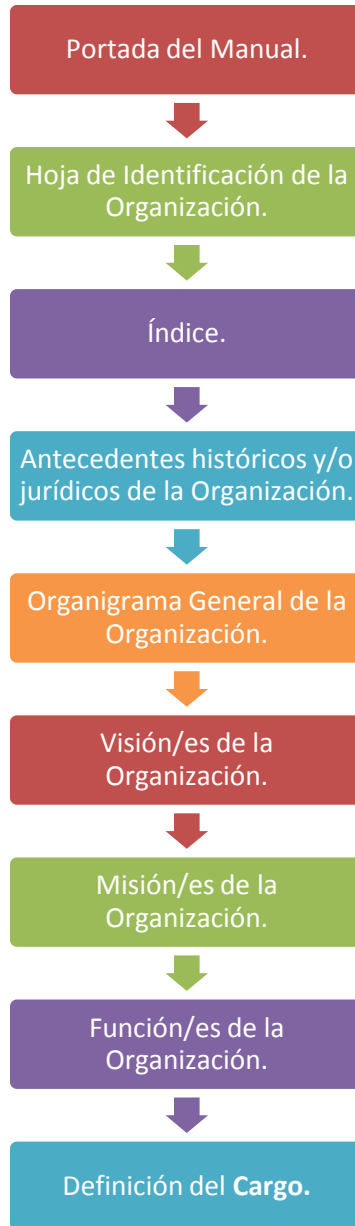 Portada del Manual.
Hoja de Identificación de la
Organización.
Índice.
Antecedentes históricos y/o
jurídicos de la Organización.
Organigrama General de la
Organización.
Visión/es de la
Organización.
Misión/es de la
Organización.
Función/es de la
Organización.
Definición del Cargo.